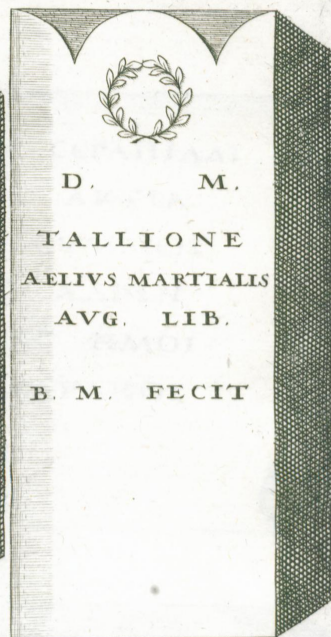 D. M.
TALLIONE
AELIVS MARTIALIS
AVG. LIB.
B. M. FECIT